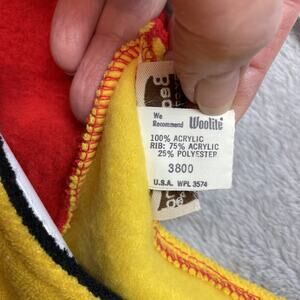 We
Recommend Woolite
100% ACRYLIC
RIB: 75% ACRYLIC
25% POLYESTER
3800
U.S.A. WPL 3574